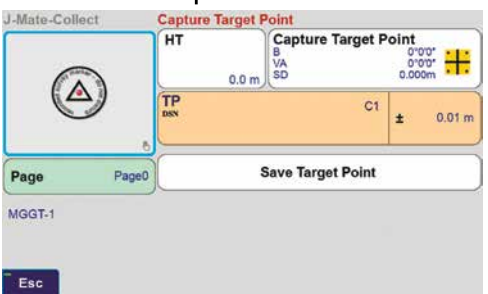 J-Mate-Collect
Capture Target Point
HT
0.0 m
Capture Target Point
B 0°0'0"
VA 0°0'0"
SD 0.000m
TP
DSN
C1
± 0.01 m
Page Page0
Save Target Point
MGGT-1
Esc